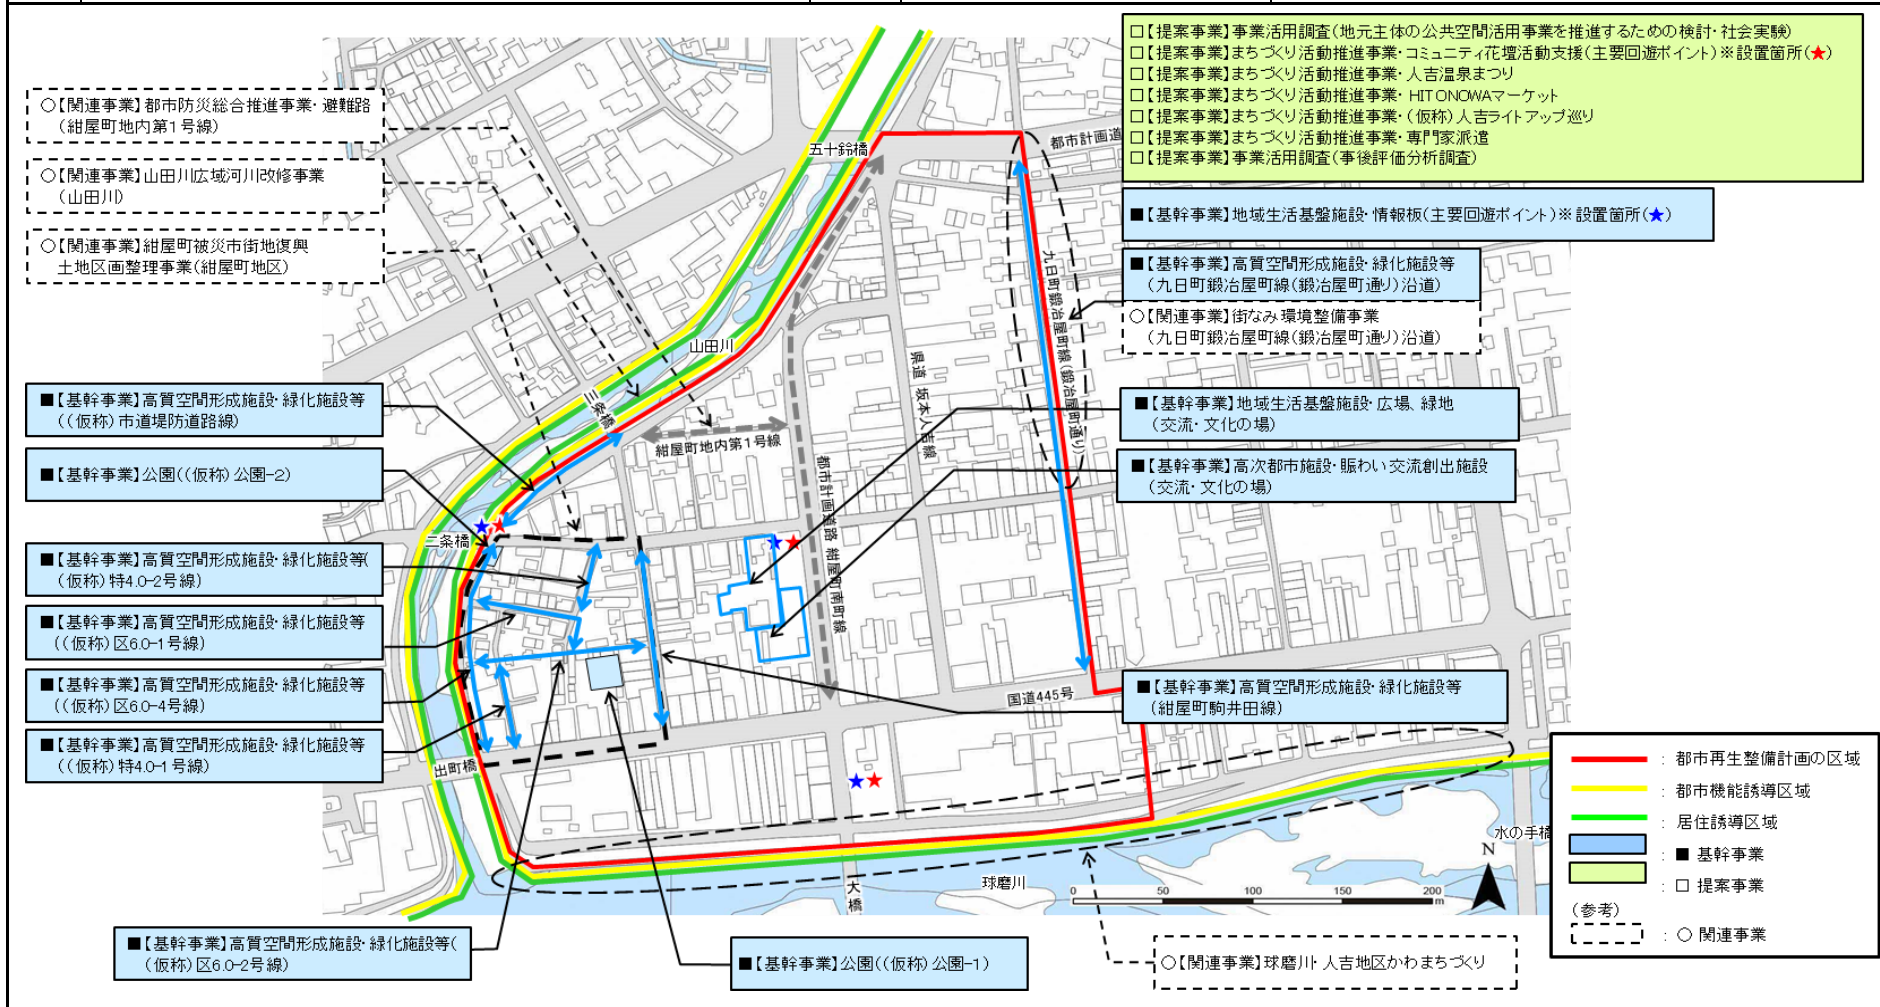 □【提案事業】事業活用調査(地元主体の公共空間活用事業を推進するための検討・社会実験)
□【提案事業】まちづくり活動推進事業・コミュニティ花壇活動支援(主要回遊ポイント)※設置箇所(★)
□【提案事業】まちづくり活動推進事業・人吉温泉まつり
□【提案事業】まちづくり活動推進事業・HITONOWAマーケット
□【提案事業】まちづくり活動推進事業・(仮称)人吉ライトアップ巡り
□【提案事業】まちづくり活動推進事業・専門家派遣
□【提案事業】事業活用調査(事後評価分析調査)
○【関連事業】都市防災総合推進事業・避難路
(紺屋町地内第1号線)
○【関連事業】山田川広域河川改修事業
(山田川)
○【関連事業】紺屋町被災市街地復興
土地区画整理事業(紺屋町地区)
■【基幹事業】地域生活基盤施設・情報板(主要回遊ポイント)※設置箇所(★)
■【基幹事業】高質空間形成施設・緑化施設等
(九日町鍛冶屋町線(鍛冶屋町通り)沿道)
○【関連事業】街なみ環境整備事業
(九日町鍛冶屋町線(鍛冶屋町通り)沿道)
■【基幹事業】地域生活基盤施設・広場、緑地
(交流・文化の場)
■【基幹事業】高次都市施設・賑わい交流創出施設
(交流・文化の場)
■【基幹事業】高質空間形成施設・緑化施設等
((仮称)市道堤防道路線)
■【基幹事業】公園((仮称)公園-2)
■【基幹事業】高質空間形成施設・緑化施設等(
(仮称)特4.0-2号線)
■【基幹事業】高質空間形成施設・緑化施設等
((仮称)区6.0-1号線)
■【基幹事業】高質空間形成施設・緑化施設等
((仮称)区6.0-4号線)
■【基幹事業】高質空間形成施設・緑化施設等
((仮称)特4.0-1号線)
■【基幹事業】高質空間形成施設・緑化施設等
(紺屋町駒井田線)
■【基幹事業】高質空間形成施設・緑化施設等(
(仮称)区6.0-2号線)
■【基幹事業】公園((仮称)公園-1)
○【関連事業】球磨川・人吉地区かわまちづくり
五十鈴橋
都市計画道
山田川
三条橋
紺屋町地内第1号線
二条橋
出町橋
都市計画道路 紺屋町南町線
県道 坂本人吉線
九日町鍛冶屋町線(鍛冶屋町通り)
国道445号
大橋
球磨川
水の手橋
N
0 50 100 150 200
m
: 都市再生整備計画の区域
: 都市機能誘導区域
: 居住誘導区域
: ■ 基幹事業
: □ 提案事業
(参考)
: ○ 関連事業